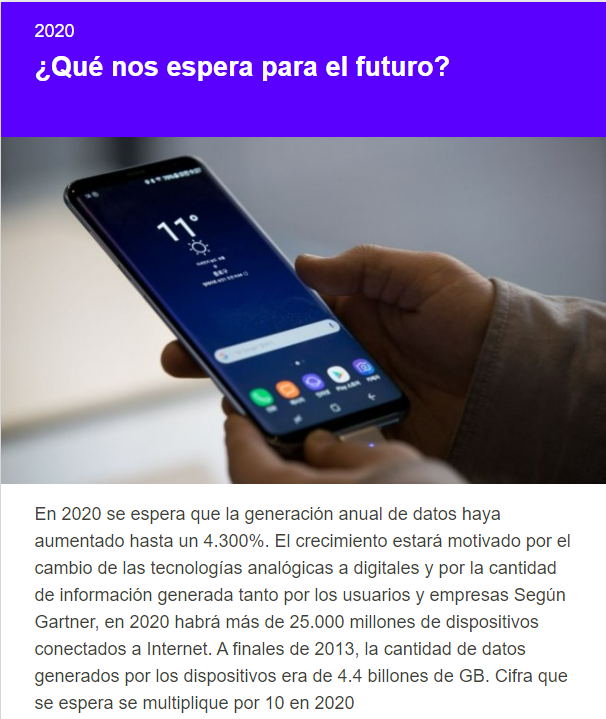 2020
¿Qué nos espera para el futuro?
11°
En 2020 se espera que la generación anual de datos haya
aumentado hasta un 4.300%. El crecimiento estará motivado por el
cambio de las tecnologías analógicas a digitales y por la cantidad
de información generada tanto por los usuarios y empresas Según
Gartner, en 2020 habrá más de 25.000 millones de dispositivos
conectados a Internet. A finales de 2013, la cantidad de datos
generados por los dispositivos era de 4.4 billones de GB. Cifra que
se espera se multiplique por 10 en 2020